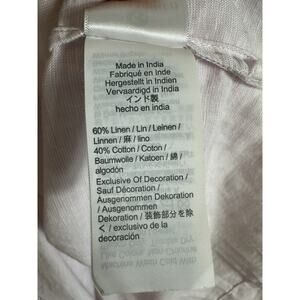 Made in India
Fabriqué en Inde
Hergestellt in Indien
Vervaardigd in India
インド製
hecho en india
60% Linen / Lin / Leinen /
Linnen / 麻 / lino
40% Cotton / Coton /
Baumwolle / Katoen / 綿 /
algodón
Exclusive Of Decoration /
Sauf Décoration /
Ausgenommen Dekoration
/ Ausgenommen
Dekoration / 装飾部分を除
く / exclusivo de la
decoración